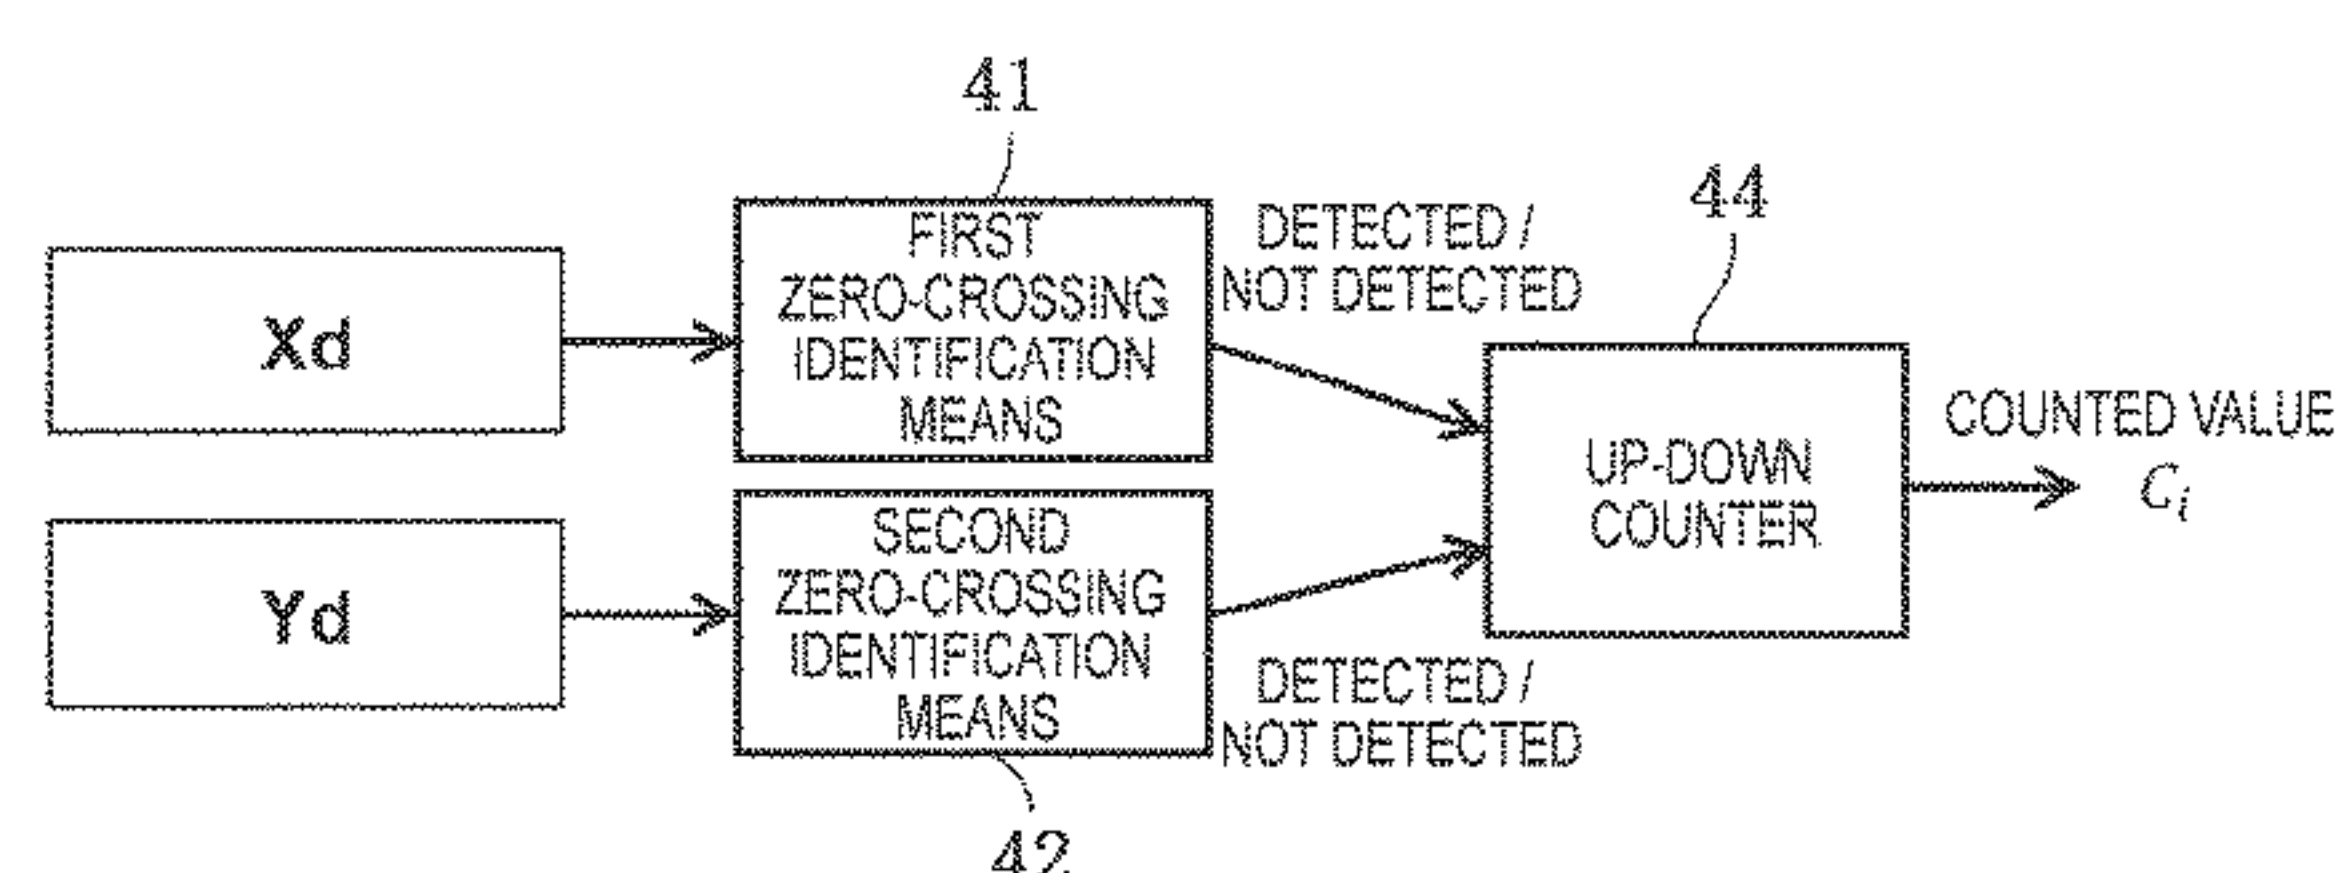 41
44
FIRST
ZERO-CROSSING
IDENTIFICATION
MEANS
DETECTED /
NOT DETECTED
Xd
UP-DOWN
COUNTER
COUNTED VALUE
Ci
Yd
SECOND
ZERO-CROSSING
IDENTIFICATION
MEANS
DETECTED /
NOT DETECTED
42